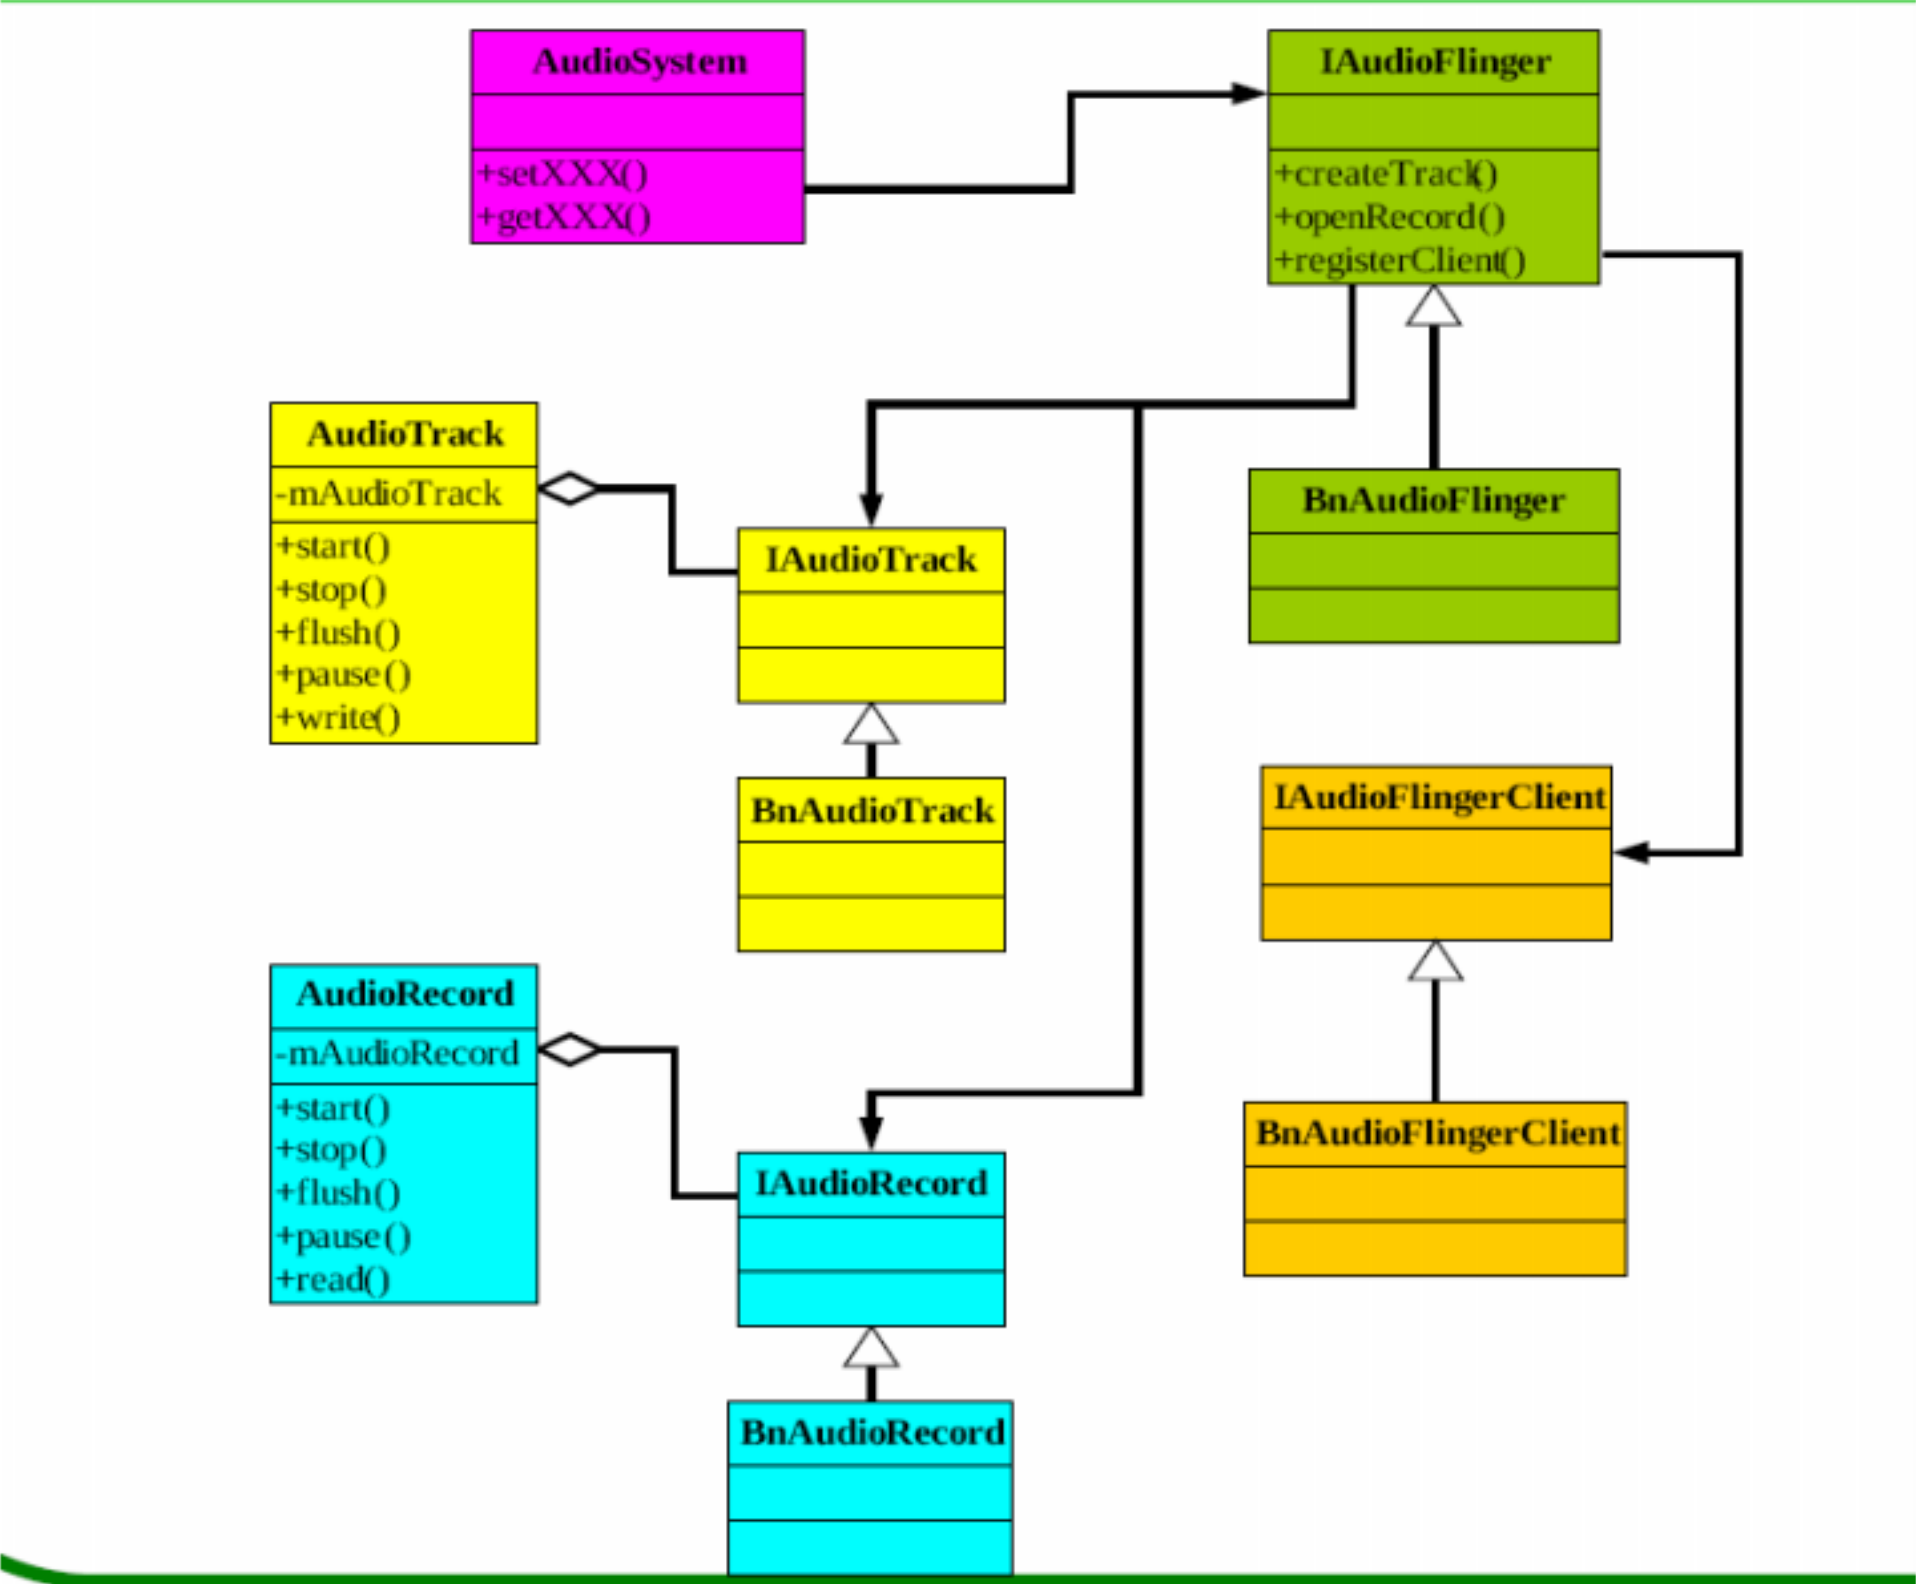 AudioSystem
+setXXX()
+getXXX()
IAudioFlinger
+createTrack()
+openRecord()
+registerClient()
AudioTrack
-mAudioTrack
+start()
+stop()
+flush()
+pause()
+write()
IAudioTrack
BnAudioTrack
BnAudioFlinger
IAudioFlingerClient
BnAudioFlingerClient
AudioRecord
-mAudioRecord
+start()
+stop()
+flush()
+pause()
+read()
IAudioRecord
BnAudioRecord